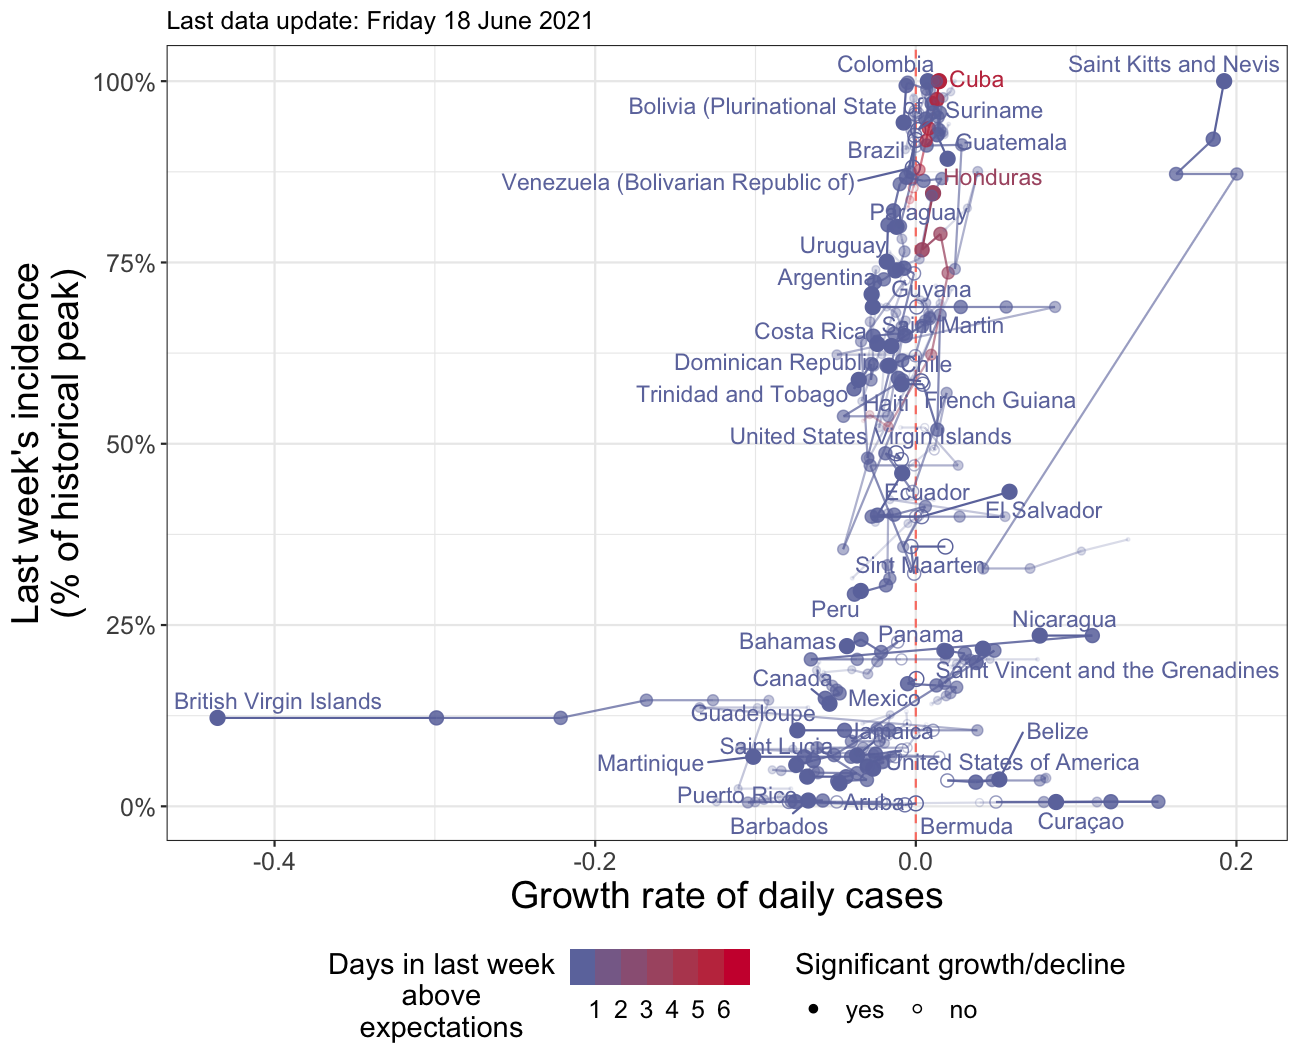 Last data update: Friday 18 June 2021
Last week's incidence
(% of historical peak)
100%
75%
50%
25%
0%
Colombia
Saint Kitts and Nevis
Cuba
Bolivia (Plurinational State of)
Suriname
Guatemala
Brazil
Venezuela (Bolivarian Republic of)
Honduras
Paraguay
Uruguay
Argentina
Guyana
Costa Rica
Saint Martin
Dominican Republic
Chile
Trinidad and Tobago
Haiti
French Guiana
United States Virgin Islands
Ecuador
El Salvador
Sint Maarten
Peru
Nicaragua
Bahamas
Panama
Saint Vincent and the Grenadines
Canada
Mexico
British Virgin Islands
Guadeloupe
Jamaica
Belize
Saint Lucia
Martinique
United States of America
Puerto Rico
Aruba
Barbados
Bermuda
Curaçao
-0.4
-0.2
0.0
0.2
Growth rate of daily cases
Days in last week
above
expectations
1 2 3 4 5 6
Significant growth/decline
yes
no